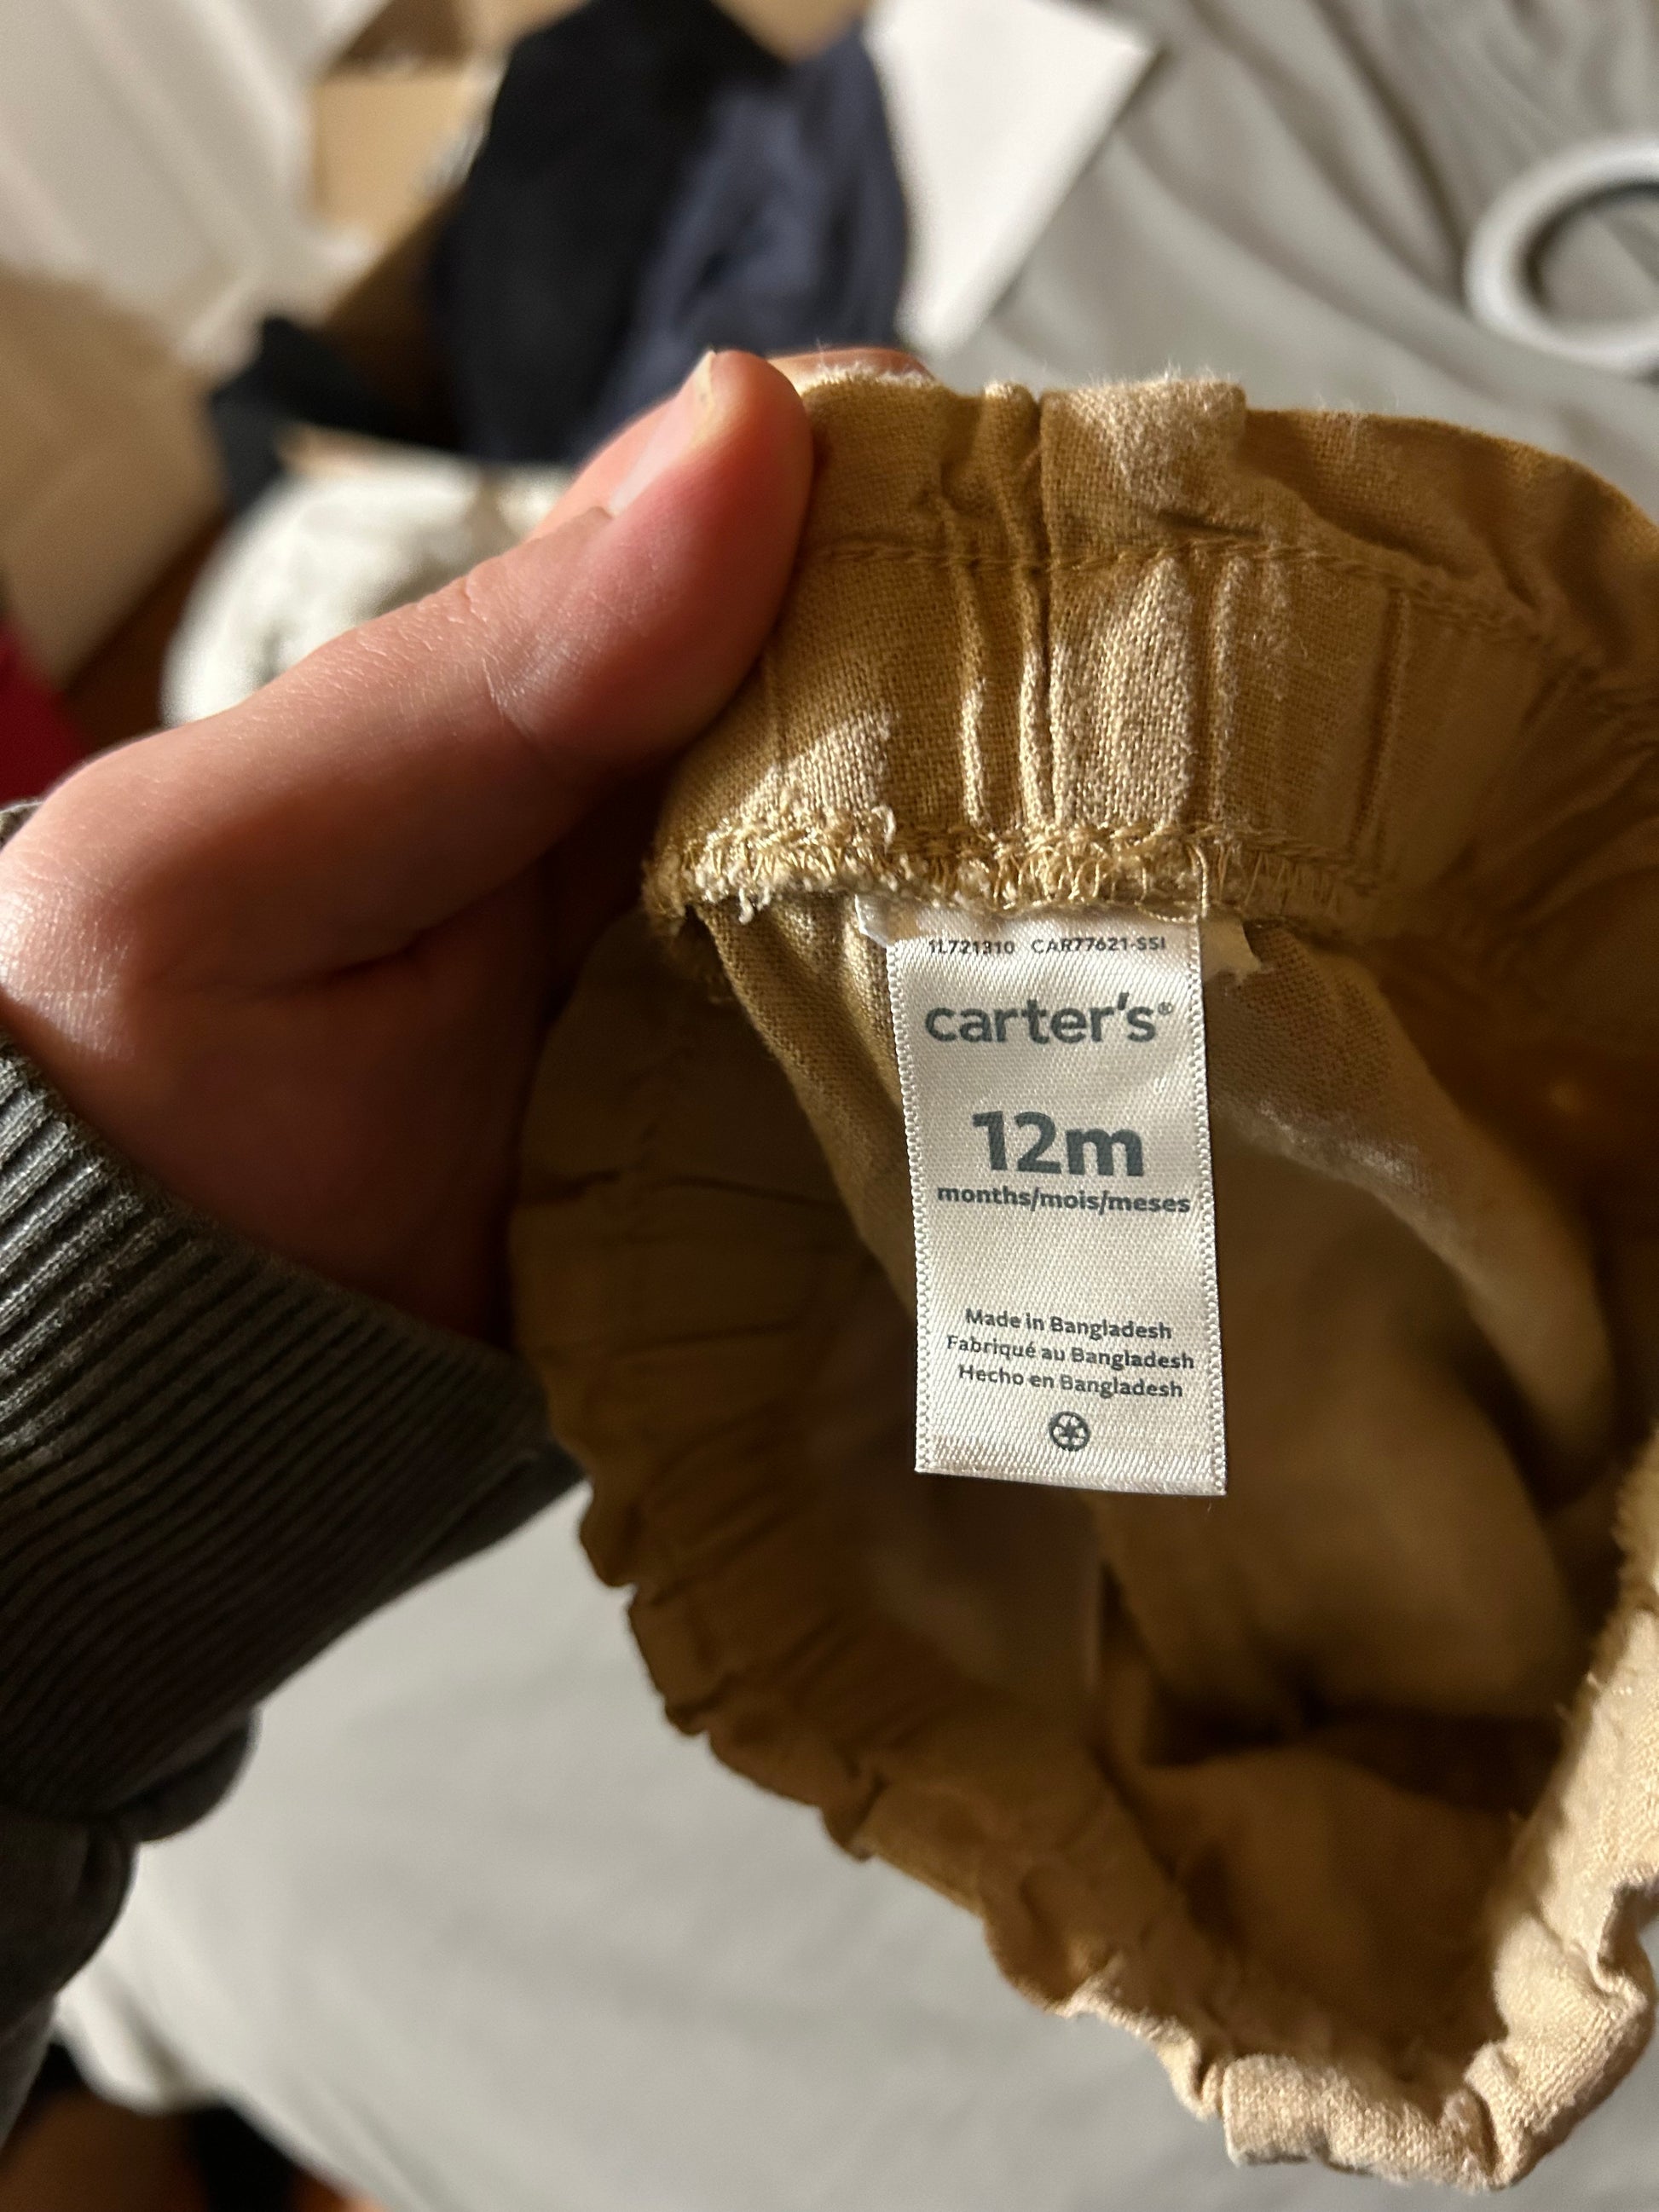 1L721310 CAR77621-SSI
carter's®
12m
months/mois/meses
Made in Bangladesh
Fabriqué au Bangladesh
Hecho en Bangladesh